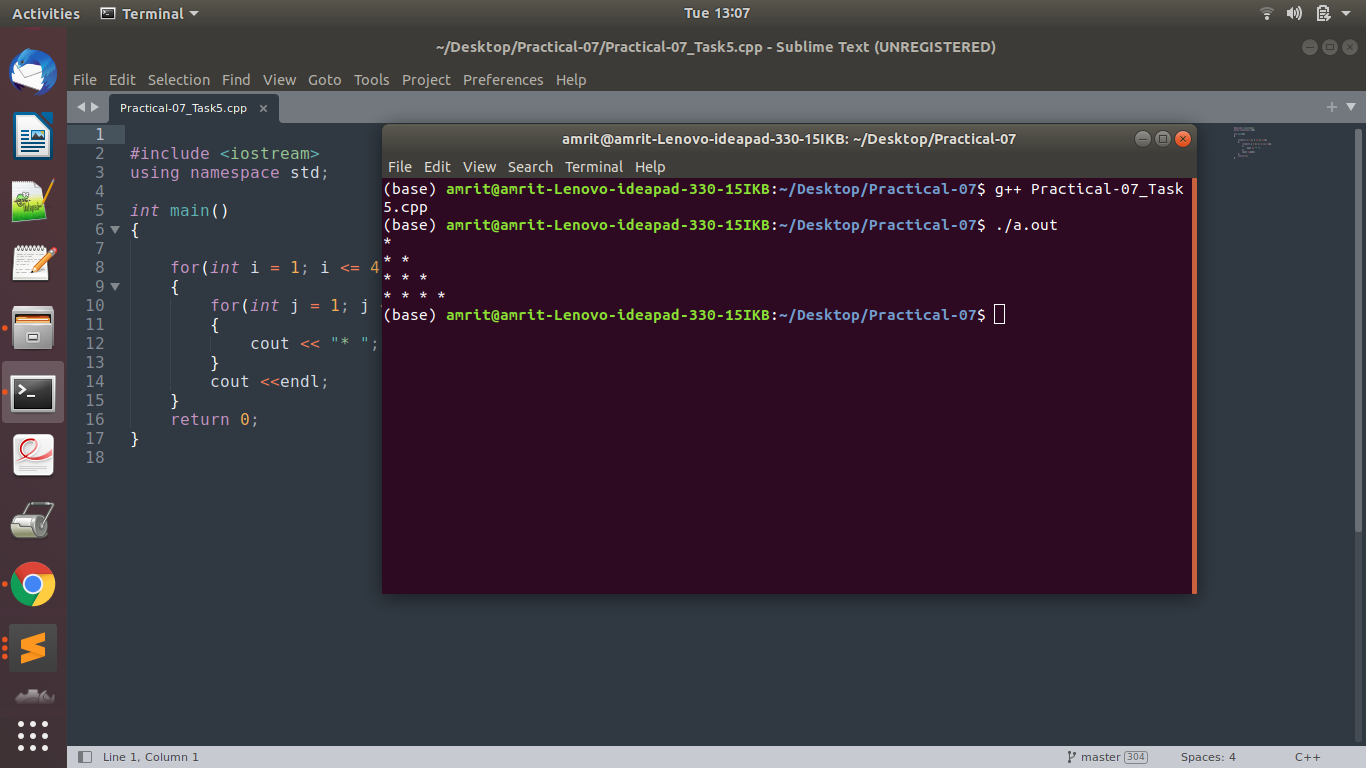 Activities Terminal Tue 13:07
~/Desktop/Practical-07/Practical-07_Task5.cpp - Sublime Text (UNREGISTERED)
File Edit Selection Find View Goto Tools Project Preferences Help
Practical-07_Task5.cpp ×
1
2 #include <iostream>
3 using namespace std;
4
5 int main()
6 {
7
8 for(int i = 1; i <= 4
9 {
10 for(int j = 1; j
11 {
12 cout << "* ";
13 }
14 cout <<endl;
15 }
16 return 0;
17 }
18
amrit@amrit-Lenovo-ideapad-330-15IKB: ~/Desktop/Practical-07
File Edit View Search Terminal Help
(base) amrit@amrit-Lenovo-ideapad-330-15IKB:~/Desktop/Practical-07$ g++ Practical-07_Task
5.cpp
(base) amrit@amrit-Lenovo-ideapad-330-15IKB:~/Desktop/Practical-07$ ./a.out
*
* *
* * *
* * * *
(base) amrit@amrit-Lenovo-ideapad-330-15IKB:~/Desktop/Practical-07$
Line 1, Column 1 master 304 Spaces: 4 C++